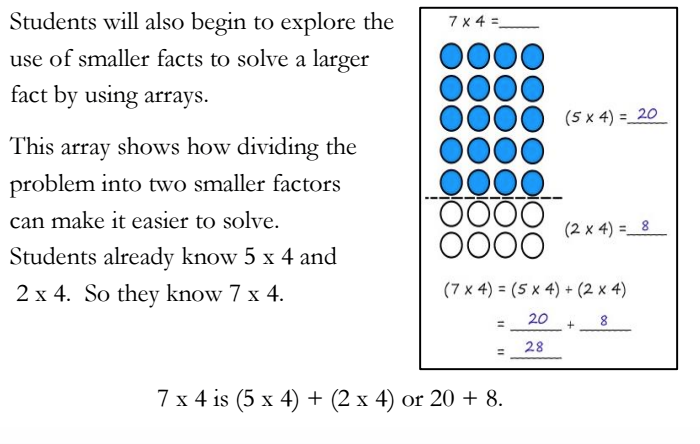 Students will also begin to explore the
use of smaller facts to solve a larger
fact by using arrays.
This array shows how dividing the
problem into two smaller factors
can make it easier to solve.
Students already know 5 x 4 and
2 x 4. So they know 7 x 4.
7 x 4 =_____
(5 x 4) = 20
(2 x 4) = 8
(7 x 4) = (5 x 4) + (2 x 4)
= 20 + 8
= 28
7 x 4 is (5 x 4) + (2 x 4) or 20 + 8.